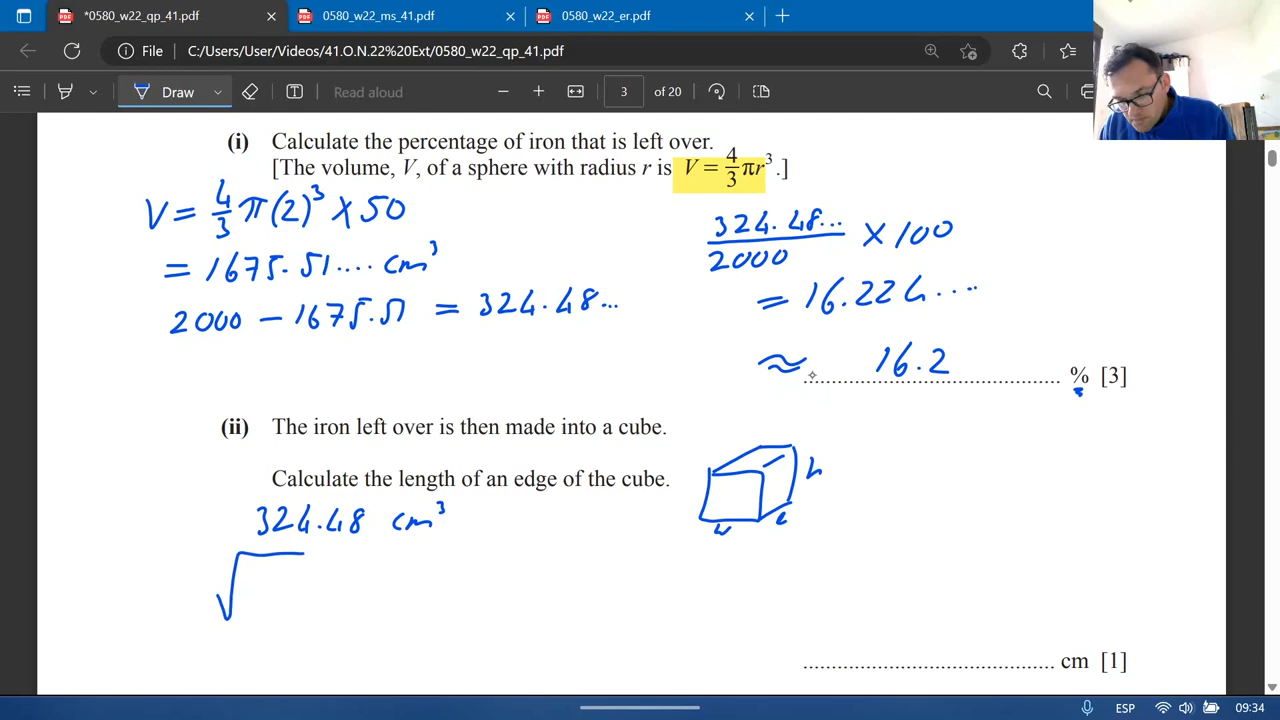 *0580_w22_qp_41.pdf
0580_w22_ms_41.pdf
0580_w22_er.pdf
File C:/Users/User/Videos/41.O.N.22%20Ext/0580_w22_qp_41.pdf
Draw Read aloud 3 of 20
(i) Calculate the percentage of iron that is left over.
[The volume, V, of a sphere with radius r is V = 4/3 πr³.]
V = 4/3 π(2)³ × 50
= 1675.51.... cm³
2000 − 1675.51 = 324.48...
324.48...
2000
× 100
= 16.224....
≈ 16.2
........................................... % [3]
(ii) The iron left over is then made into a cube.
Calculate the length of an edge of the cube.
324.48 cm³
√
h
w
l
........................................... cm [1]
ESP 09:34